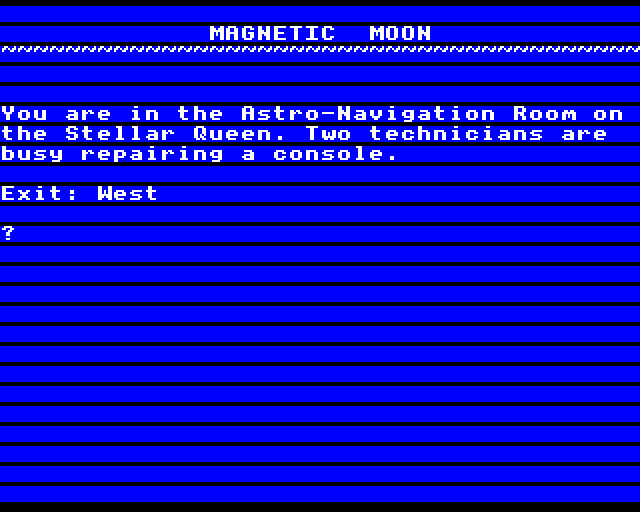 MAGNETIC MOON
You are in the Astro-Navigation Room on
the Stellar Queen. Two technicians are
busy repairing a console.
Exit: West
?